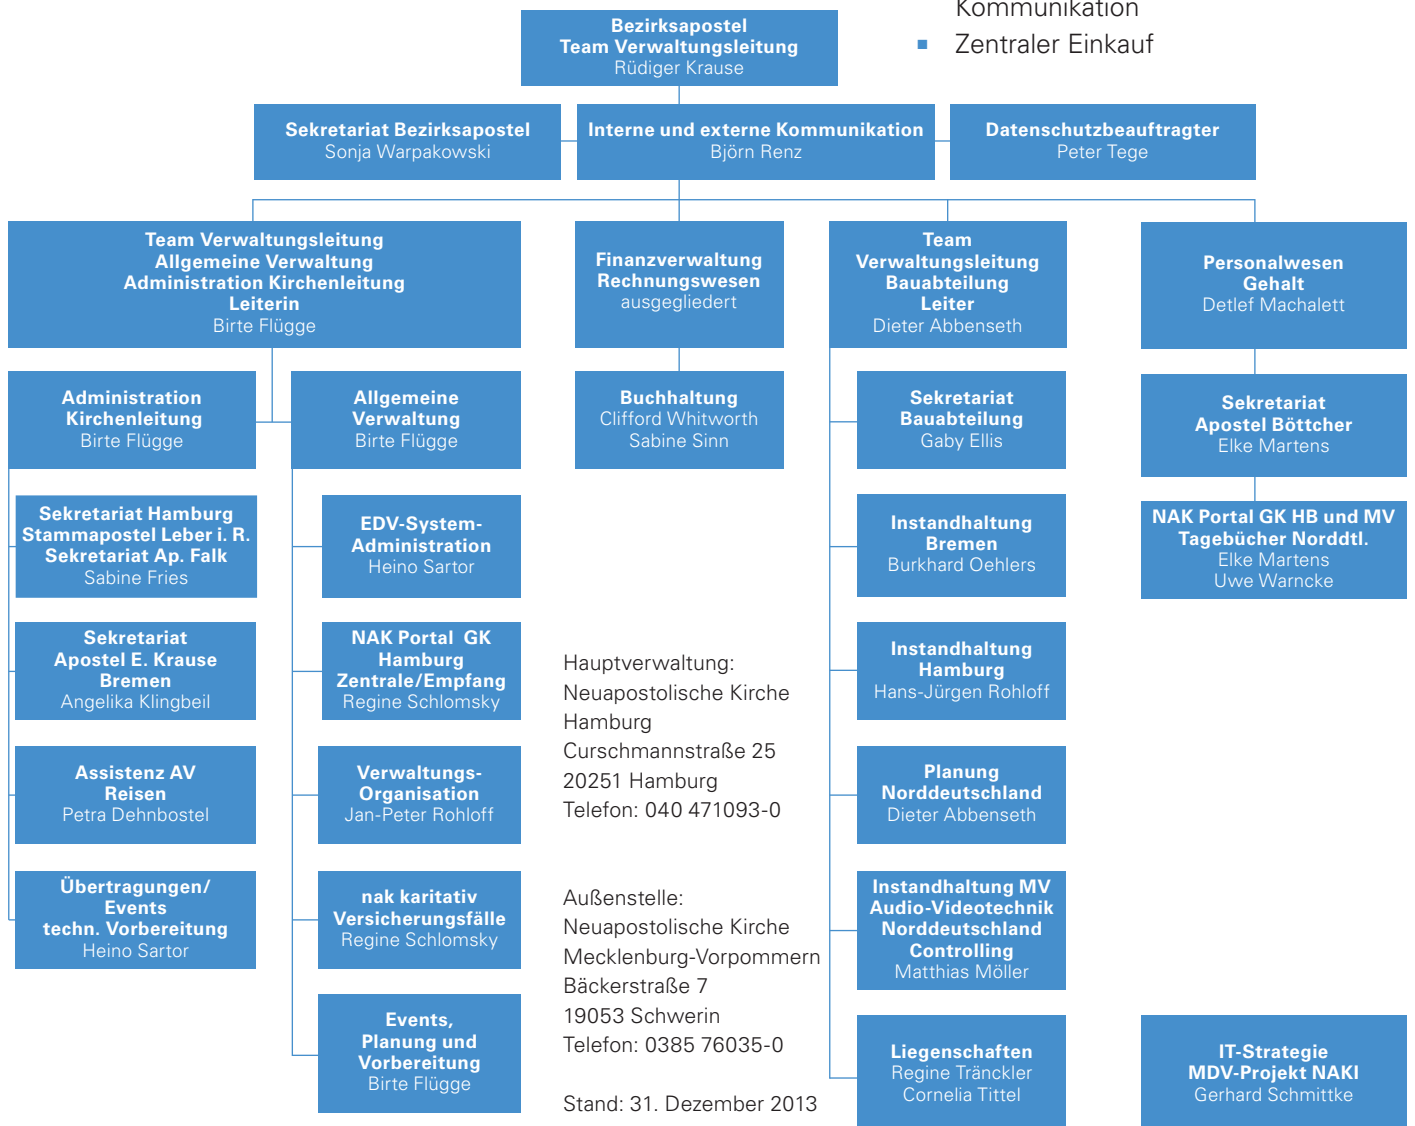 Kommunikation
Zentraler Einkauf
Bezirksapostel
Team Verwaltungsleitung
Rüdiger Krause
Sekretariat Bezirksapostel
Sonja Warpakowski
Interne und externe Kommunikation
Björn Renz
Datenschutzbeauftragter
Peter Tege
Team Verwaltungsleitung
Allgemeine Verwaltung
Administration Kirchenleitung
Leiterin
Birte Flügge
Finanzverwaltung
Rechnungswesen
ausgegliedert
Team
Verwaltungsleitung
Bauabteilung
Leiter
Dieter Abbenseth
Personalwesen
Gehalt
Detlef Machalett
Administration
Kirchenleitung
Birte Flügge
Allgemeine
Verwaltung
Birte Flügge
Buchhaltung
Clifford Whitworth
Sabine Sinn
Sekretariat
Bauabteilung
Gaby Ellis
Sekretariat
Apostel Böttcher
Elke Martens
Sekretariat Hamburg
Stammapostel Leber i. R.
Sekretariat Ap. Falk
Sabine Fries
EDV-System-
Administration
Heino Sartor
Instandhaltung
Bremen
Burkhard Oehlers
NAK Portal GK HB und MV
Tagebücher Norddtl.
Elke Martens
Uwe Warncke
Sekretariat
Apostel E. Krause
Bremen
Angelika Klingbeil
NAK Portal GK
Hamburg
Zentrale/Empfang
Regine Schlomsky
Hauptverwaltung:
Neuapostolische Kirche
Hamburg
Curschmannstraße 25
20251 Hamburg
Telefon: 040 471093-0
Instandhaltung
Hamburg
Hans-Jürgen Rohloff
Assistenz AV
Reisen
Petra Dehnbostel
Verwaltungs-
Organisation
Jan-Peter Rohloff
Planung
Norddeutschland
Dieter Abbenseth
Übertragungen/
Events
techn. Vorbereitung
Heino Sartor
nak karitativ
Versicherungsfälle
Regine Schlomsky
Außenstelle:
Neuapostolische Kirche
Mecklenburg-Vorpommern
Bäckerstraße 7
19053 Schwerin
Telefon: 0385 76035-0
Instandhaltung MV
Audio-Videotechnik
Norddeutschland
Controlling
Matthias Möller
Events,
Planung und
Vorbereitung
Birte Flügge
Stand: 31. Dezember 2013
Liegenschaften
Regine Tränckler
Cornelia Tittel
IT-Strategie
MDV-Projekt NAKI
Gerhard Schmittke